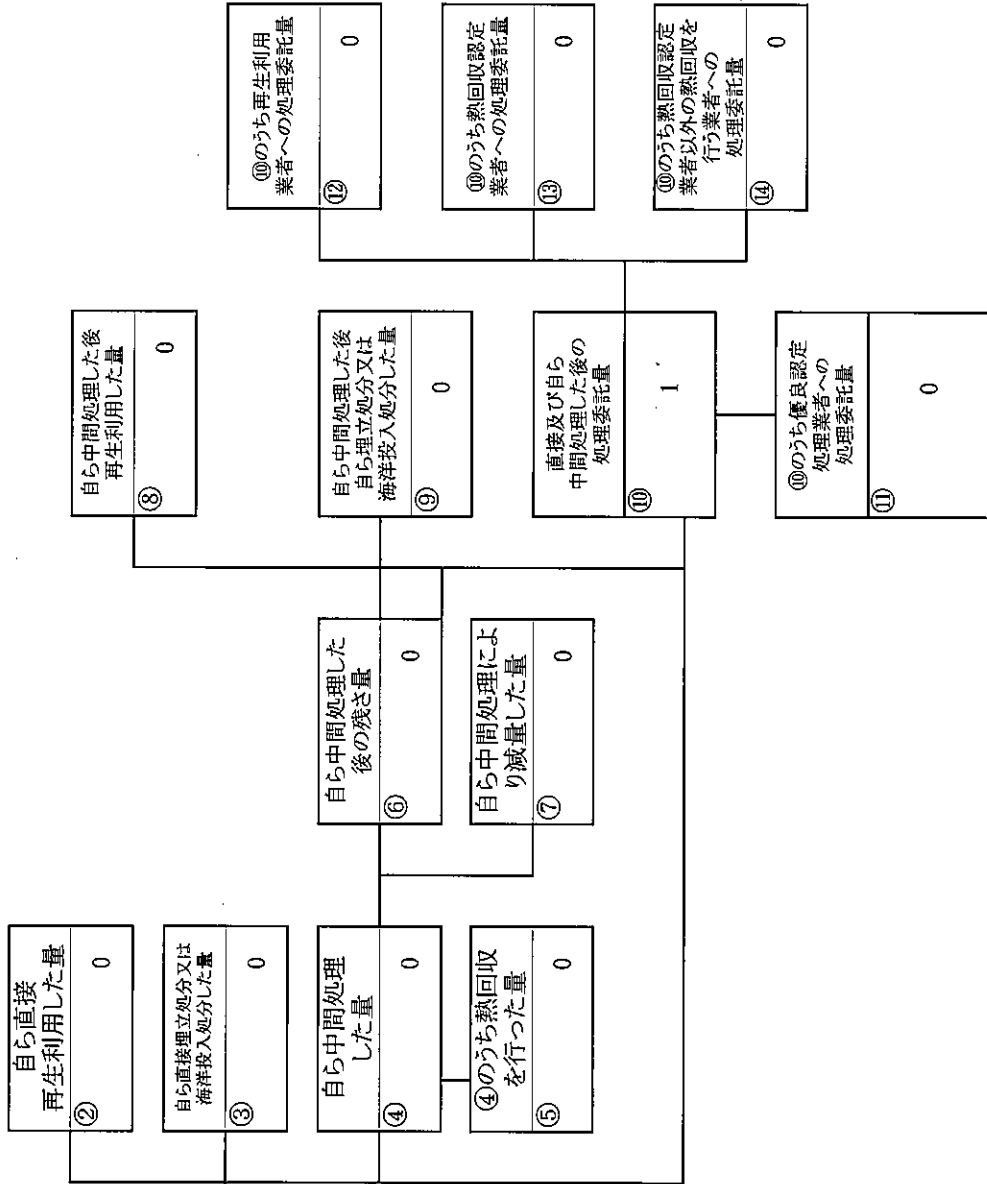 自ら直接
再生利用した量
②
0
自ら直接埋立処分又は
海洋投入処分した量
③
0
自ら中間処理
した量
④
0
④のうち熱回収
を行った量
⑤
0
自ら中間処理した
後の残さ量
⑥
0
自ら中間処理によ
り減量した量
⑦
0
自ら中間処理した後
再生利用した量
⑧
0
自ら中間処理した後
自ら埋立処分又は
海洋投入処分した量
⑨
0
直接及び自ら
中間処理した後の
処理委託量
⑩
1
⑩のうち優良認定
処理業者への
処理委託量
⑪
0
⑩のうち再生利用
業者への処理委託量
⑫
0
⑩のうち熱回収認定
業者への処理委託量
⑬
0
⑩のうち熱回収認定
業者以外の熱回収を
行う業者への
処理委託量
⑭
0